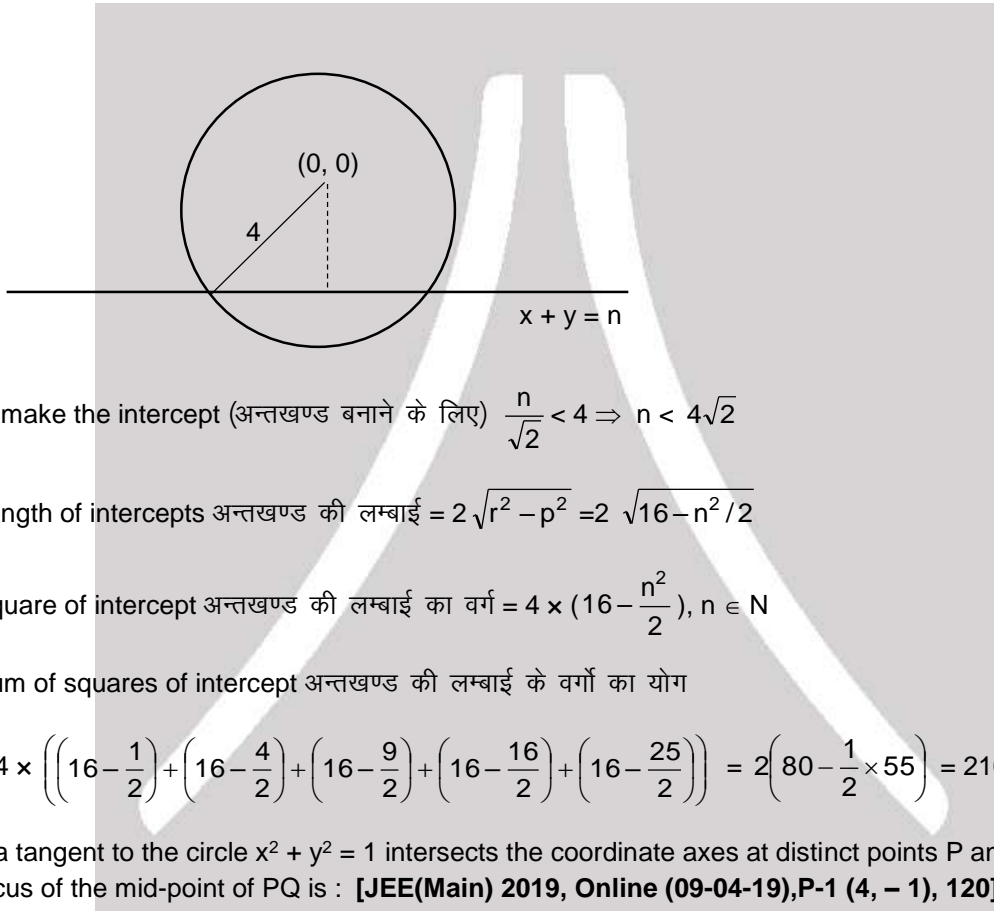 (0, 0)
4
x + y = n
make the intercept (अन्तखण्ड बनाने के लिए) n/√2 < 4 ⇒ n < 4√2
ngth of intercepts अन्तखण्ड की लम्बाई = 2 √(r² – p²) =2 √(16 – n² / 2)
quare of intercept अन्तखण्ड की लम्बाई का वर्ग = 4 × (16 – n²/2 ), n ∈ N
um of squares of intercept अन्तखण्ड की लम्बाई के वर्गो का योग
4 × ((16 – 1/2) + (16 – 4/2) + (16 – 9/2) + (16 – 16/2) + (16 – 25/2)) = 2(80 – 1/2 × 55) = 210
a tangent to the circle x² + y² = 1 intersects the coordinate axes at distinct points P an
cus of the mid-point of PQ is : [JEE(Main) 2019, Online (09-04-19),P-1 (4, – 1), 120]